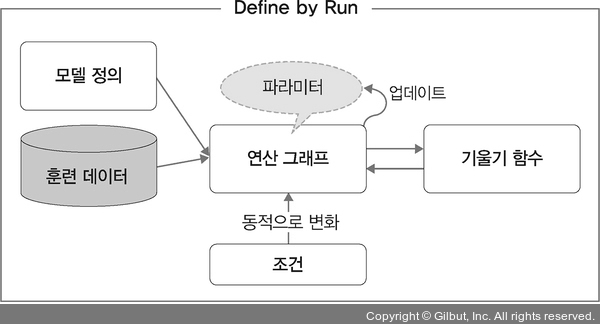 Define by Run
모델 정의
파라미터
업데이트
훈련 데이터
연산 그래프
기울기 함수
동적으로 변화
조건
Copyright © Gilbut, Inc. All rights reserved.